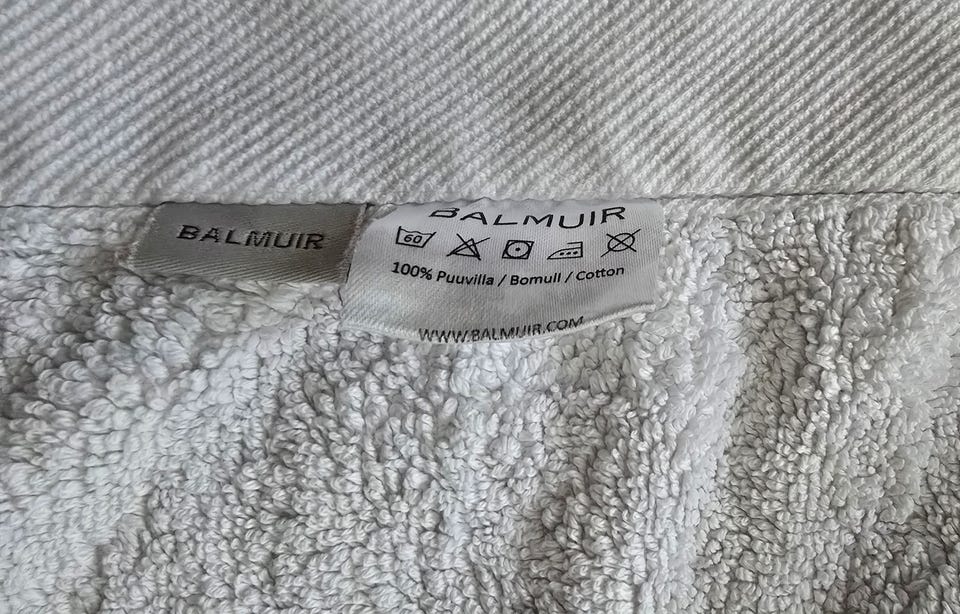 BALMUIR
BALMUIR
60
100% Puuvilla / Bomull / Cotton
WWW.BALMUIR.COM